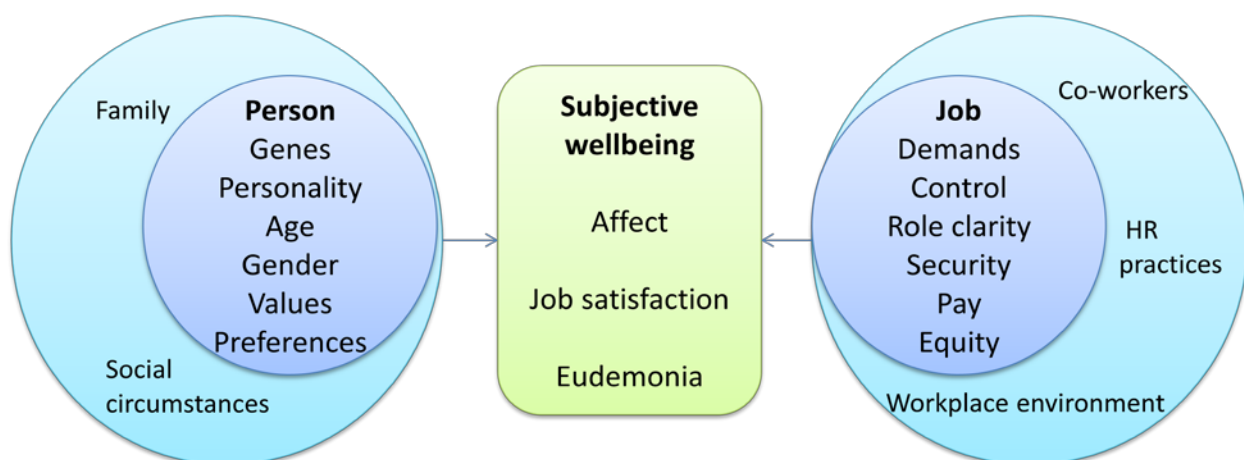 Family
Person
Genes
Personality
Age
Gender
Values
Preferences
Social
circumstances
Subjective
wellbeing
Affect
Job satisfaction
Eudemonia
Job
Demands
Control
Role clarity
Security
Pay
Equity
Co-workers
HR
practices
Workplace environment